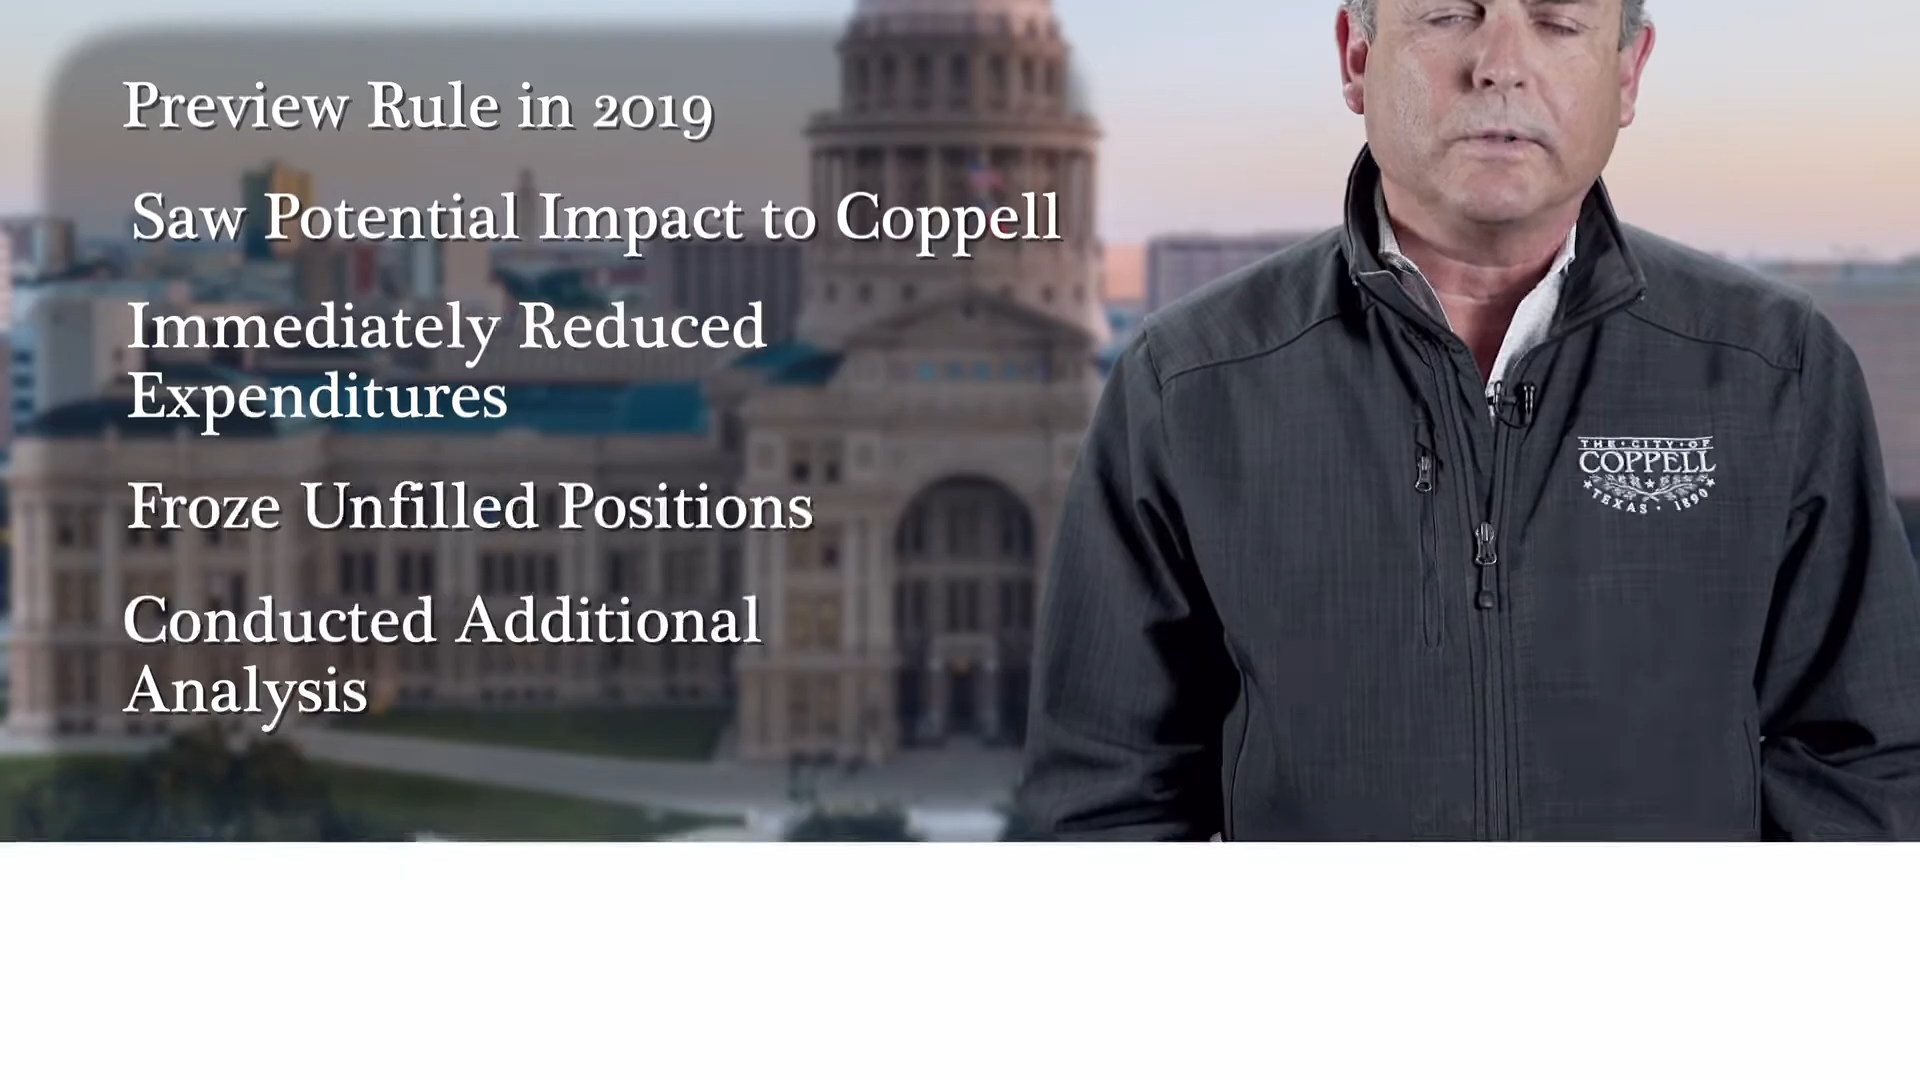 Preview Rule in 2019
Saw Potential Impact to Coppell
Immediately Reduced
Expenditures
Froze Unfilled Positions
Conducted Additional
Analysis
THE • CITY • OF
COPPELL
TEXAS • 1890